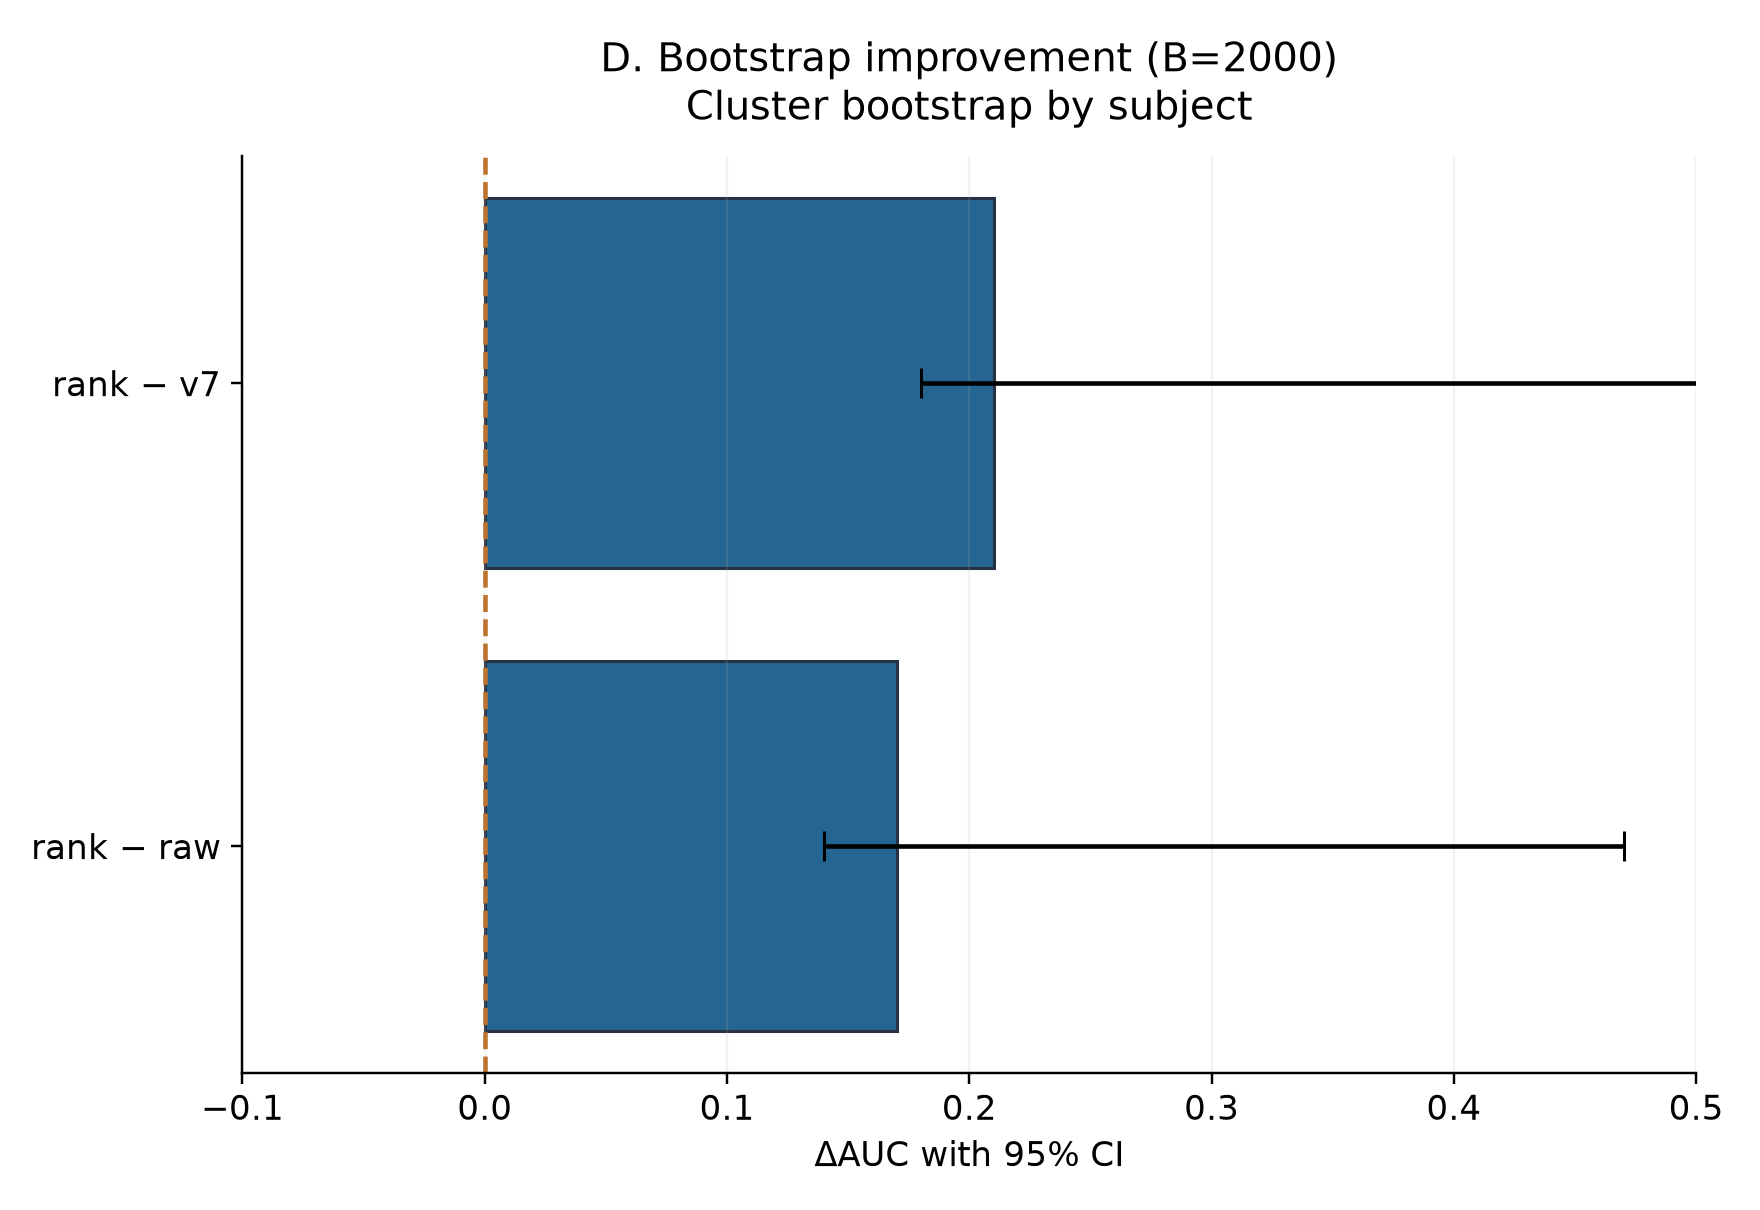 D. Bootstrap improvement (B=2000)
Cluster bootstrap by subject
rank − v7
rank − raw
−0.1 0.0 0.1 0.2 0.3 0.4 0.5
ΔAUC with 95% CI